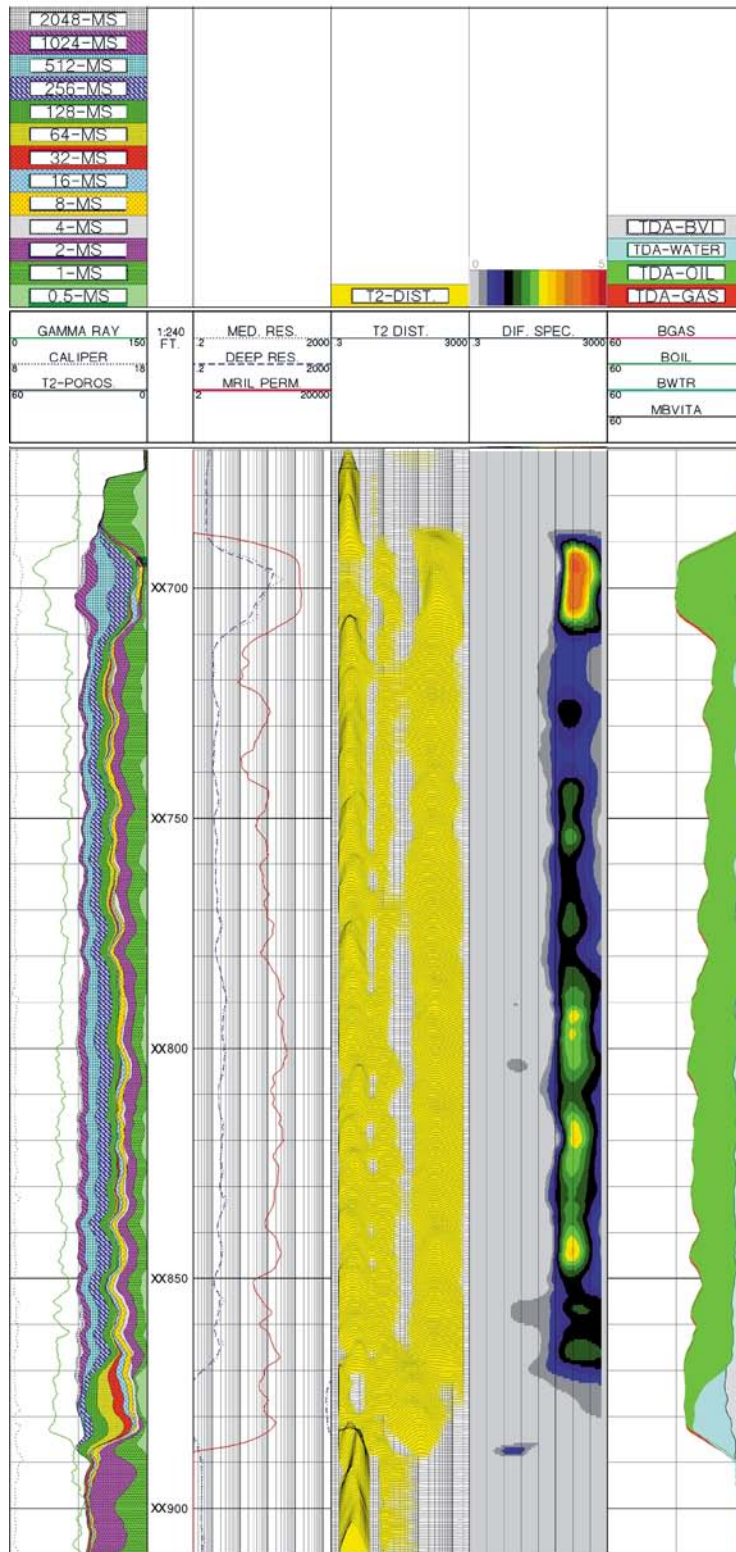 2048-MS
1024-MS
512-MS
256-MS
128-MS
64-MS
32-MS
16-MS
8-MS
4-MS
2-MS
1-MS
0.5-MS
T2-DIST.
0 5
TDA-BVI
TDA-WATER
TDA-OIL
TDA-GAS
GAMMA RAY
0 150
CALIPER
8 18
T2-POROS.
60 0
1:240
FT.
MED. RES.
.2 2000
DEEP RES.
.2 2000
MRIL PERM.
.2 20000
T2 DIST.
.3 3000
DIF. SPEC.
.3 3000
BGAS
60
BOIL
60
BWTR
60
MBVITA
60
XX700
XX750
XX800
XX850
XX900